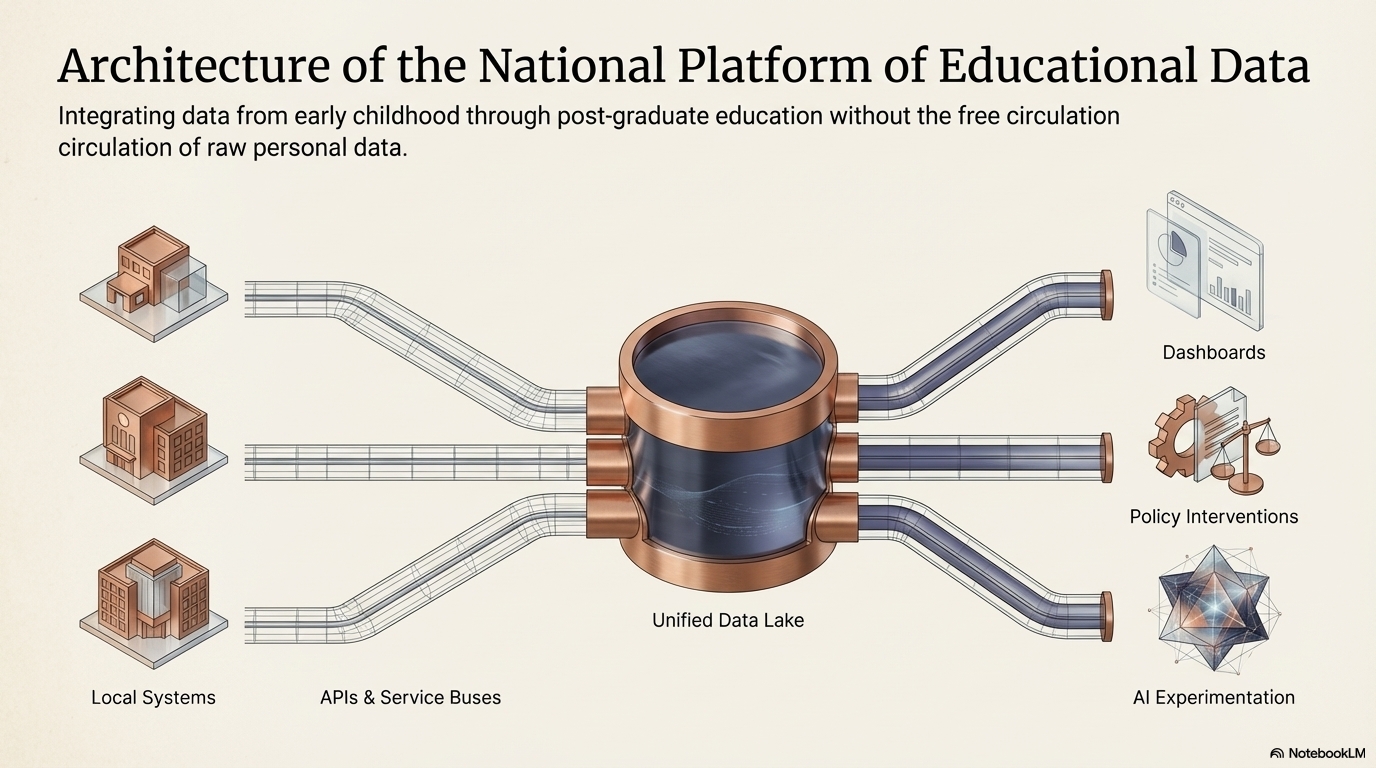 Architecture of the National Platform of Educational Data
Integrating data from early childhood through post-graduate education without the free circulation
circulation of raw personal data.
Dashboards
Policy Interventions
Unified Data Lake
Local Systems
APIs & Service Buses
AI Experimentation
NotebookLM